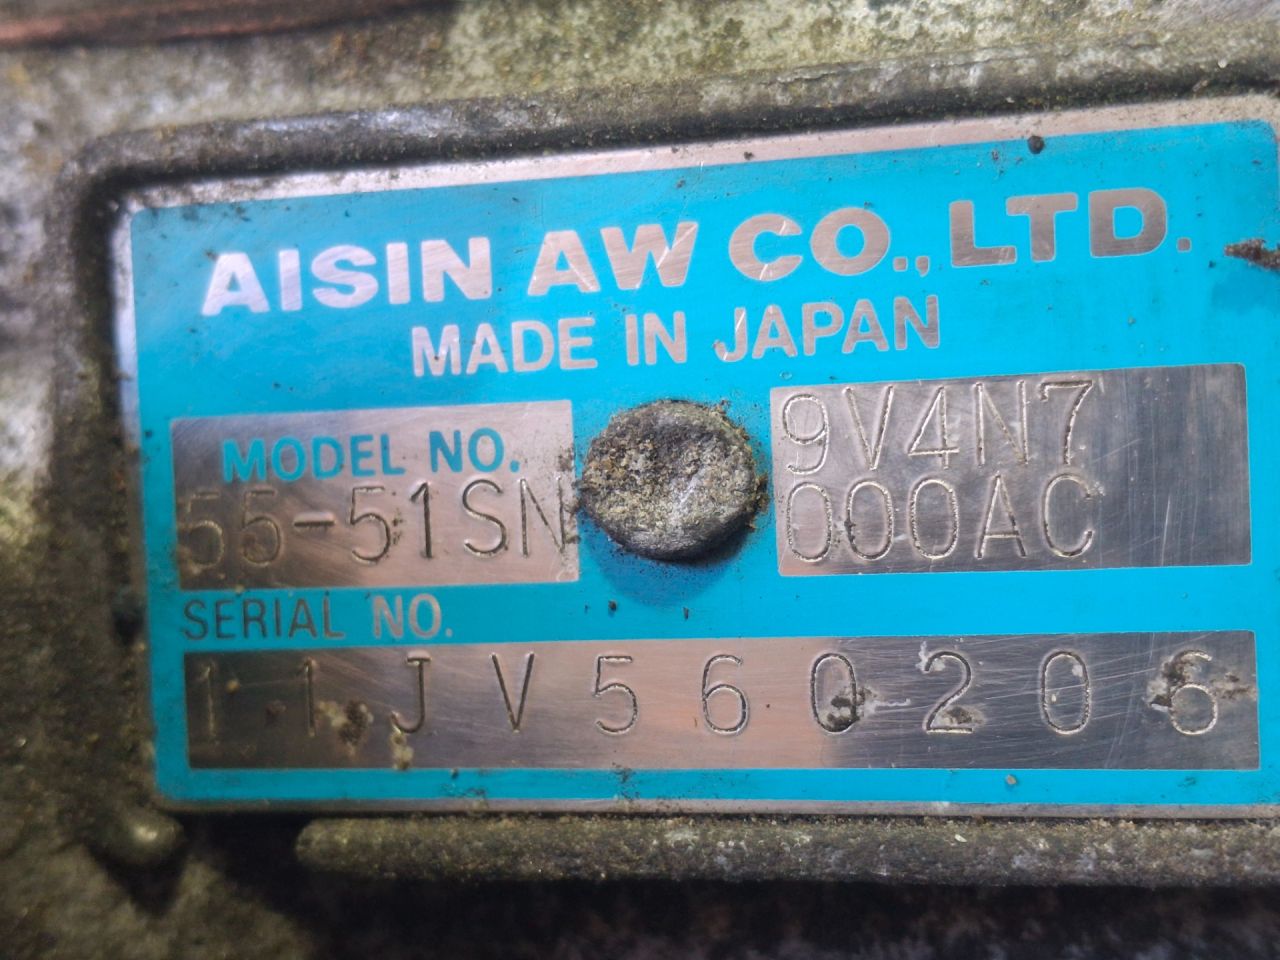 AISIN AW CO., LTD.
MADE IN JAPAN
MODEL NO.
55-51SN
9V4N7
000AC
SERIAL NO.
11JV560206